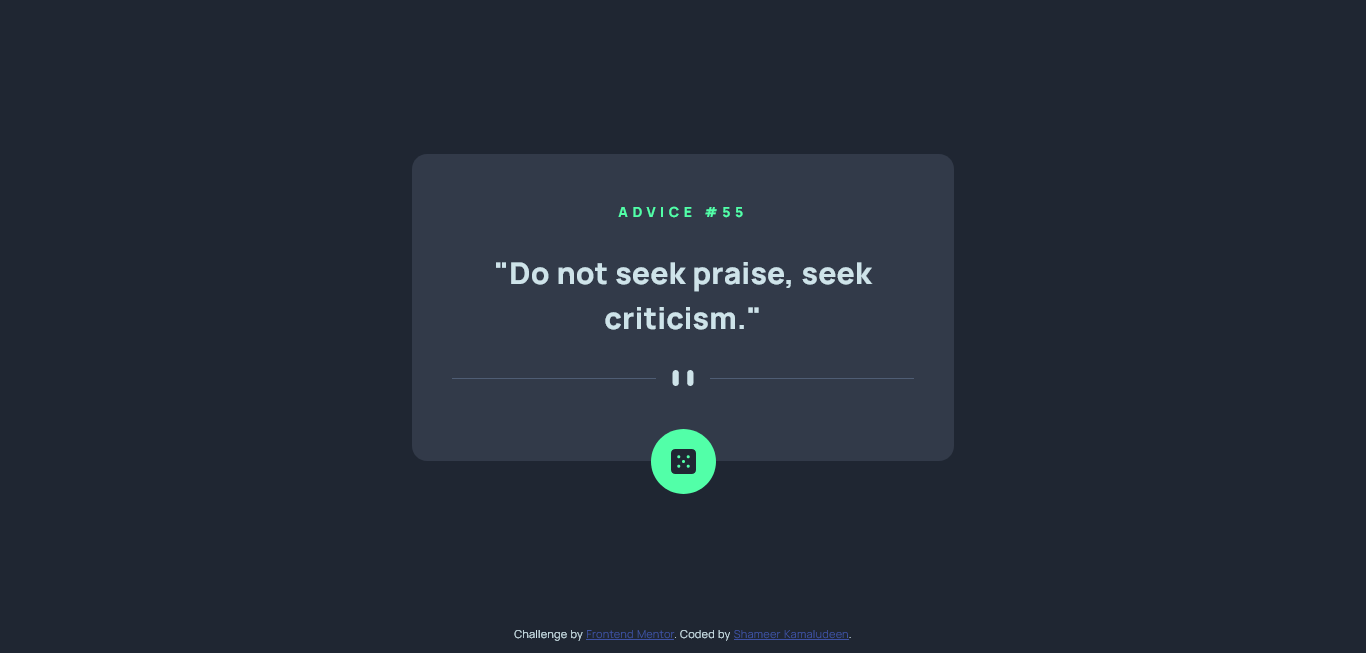 ADVICE #55
"Do not seek praise, seek
criticism."
Challenge by Frontend Mentor. Coded by Shameer Kamaludeen.